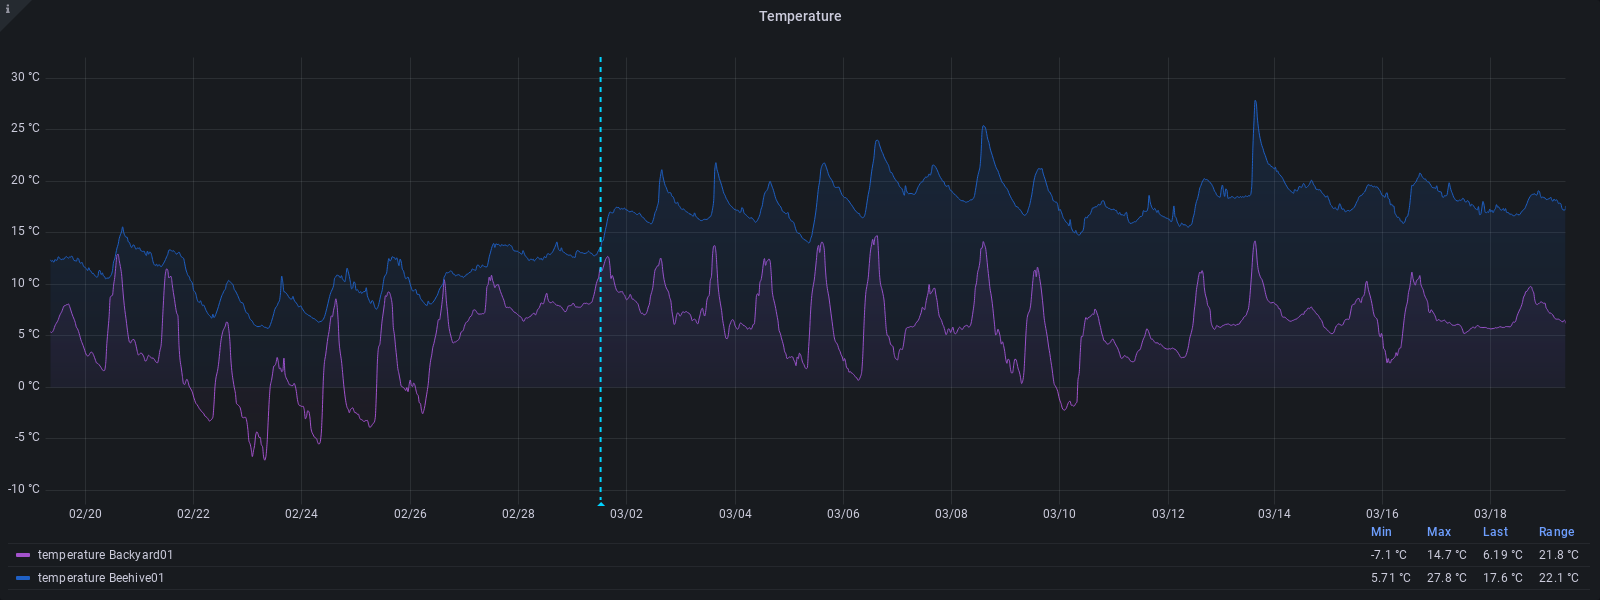 i
Temperature
30 °C
25 °C
20 °C
15 °C
10 °C
5 °C
0 °C
-5 °C
-10 °C
02/20 02/22 02/24 02/26 02/28 03/02 03/04 03/06 03/08 03/10 03/12 03/14 03/16 03/18
Min Max Last Range
temperature Backyard01 -7.1 °C 14.7 °C 6.19 °C 21.8 °C
temperature Beehive01 5.71 °C 27.8 °C 17.6 °C 22.1 °C